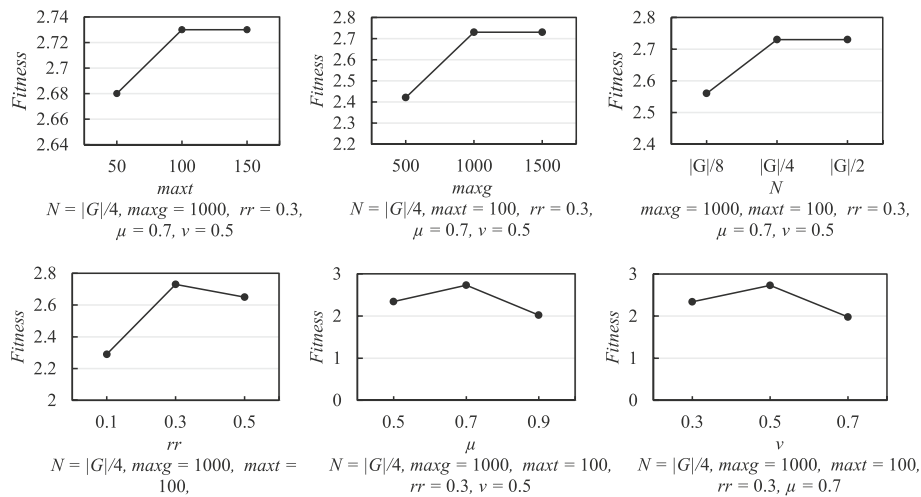 2.74
2.72
2.7
2.68
2.66
2.64
Fitness
50 100 150
maxt
N = |G|/4, maxg = 1000, rr = 0.3,
μ = 0.7, v = 0.5
2.8
2.7
2.6
2.5
2.4
2.3
2.2
Fitness
500 1000 1500
maxg
N = |G|/4, maxt = 100, rr = 0.3,
μ = 0.7, v = 0.5
2.8
2.7
2.6
2.5
2.4
Fitness
|G|/8 |G|/4 |G|/2
N
maxg = 1000, maxt = 100, rr = 0.3,
μ = 0.7, v = 0.5
2.8
2.6
2.4
2.2
2
Fitness
0.1 0.3 0.5
rr
N = |G|/4, maxg = 1000, maxt =
100,
3
2
1
0
Fitness
0.5 0.7 0.9
μ
N = |G|/4, maxg = 1000, maxt = 100,
rr = 0.3, v = 0.5
3
2
1
0
Fitness
0.3 0.5 0.7
v
N = |G|/4, maxg = 1000, maxt = 100,
rr = 0.3, μ = 0.7